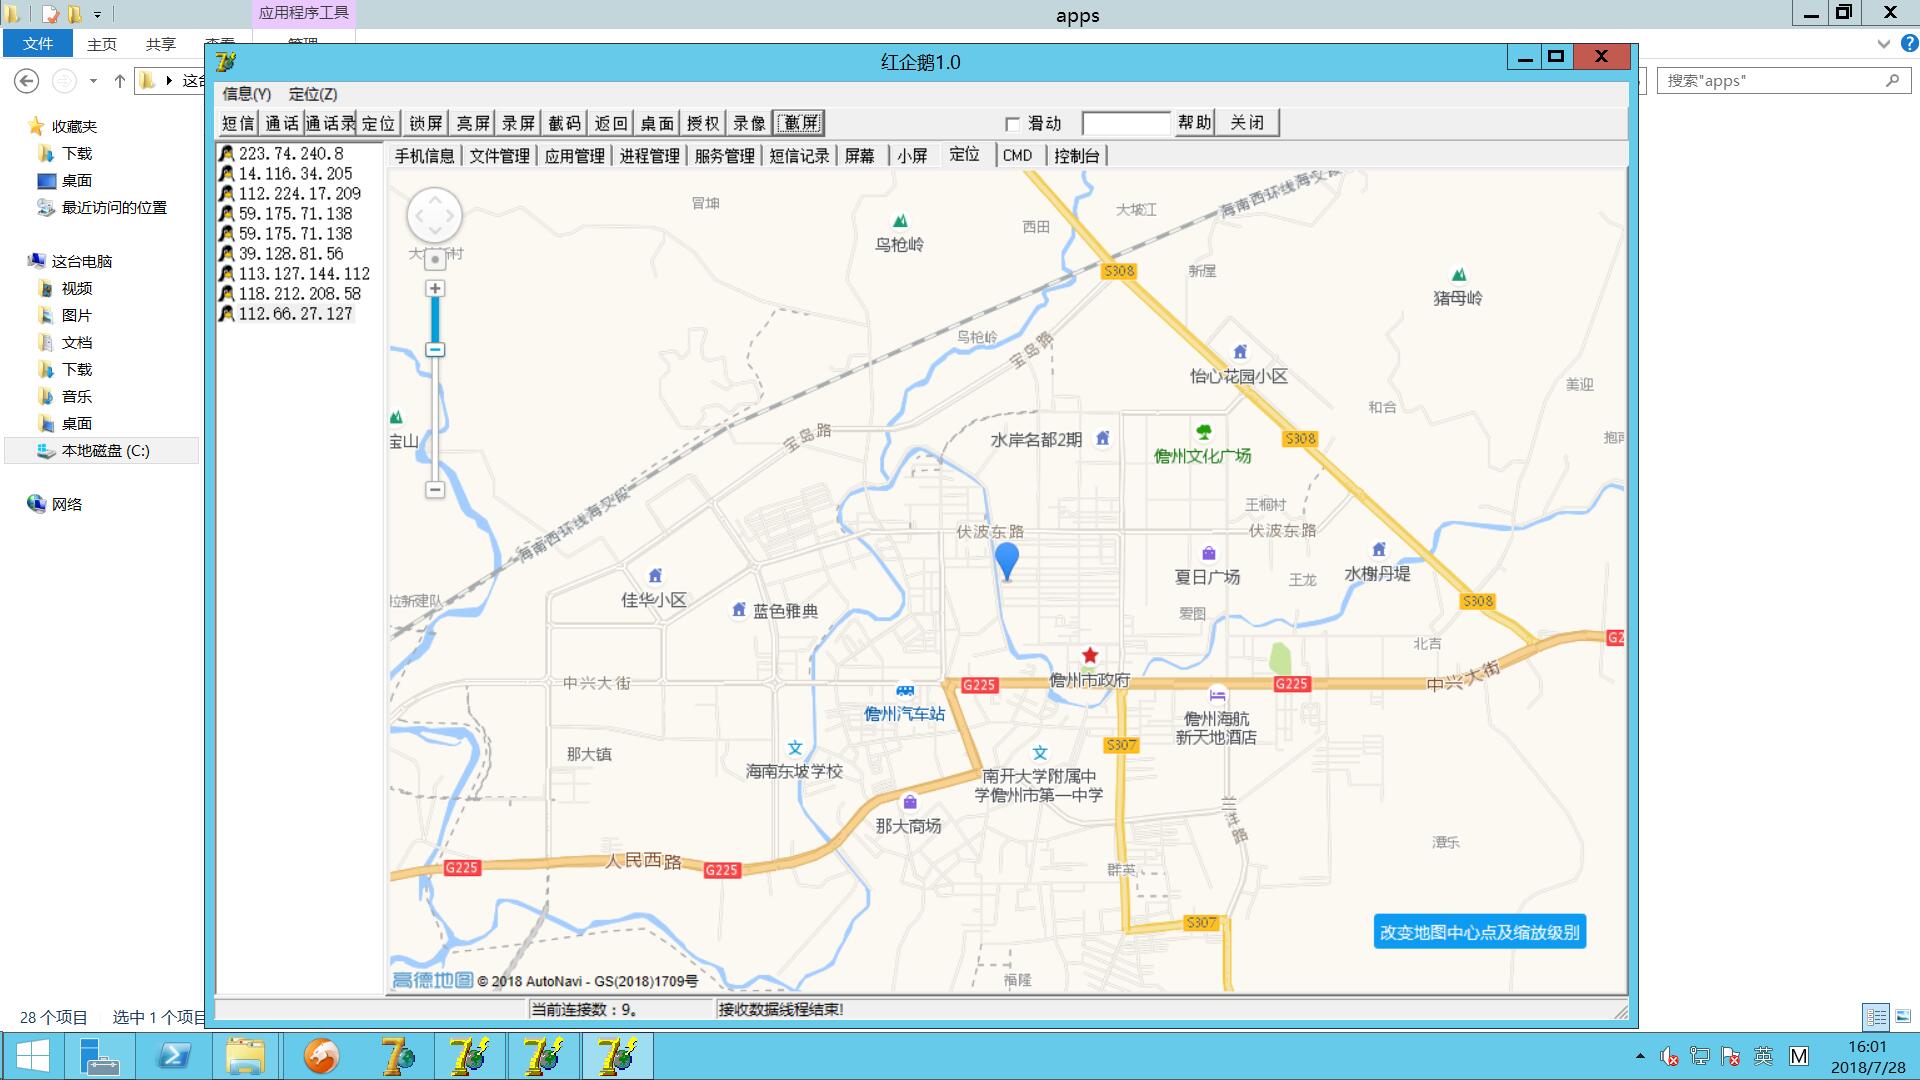 应用程序工具
apps
文件
主页
共享
查看
管理
搜索"apps"
红企鹅1.0
信息(Y)
定位(Z)
短信
通话
通话录
定位
锁屏
亮屏
录屏
截码
返回
桌面
授权
录像
截屏
滑动
帮助
关闭
手机信息
文件管理
应用管理
进程管理
服务管理
短信记录
屏幕
小屏
定位
CMD
控制台
收藏夹
下载
桌面
最近访问的位置
这台电脑
视频
图片
文档
下载
音乐
桌面
本地磁盘 (C:)
网络
223.74.240.8
14.116.34.205
112.224.17.209
59.175.71.138
59.175.71.138
39.128.81.56
113.127.144.112
118.212.208.58
112.66.27.127
冒坤
鸟枪岭
西田
大坡江
海南西环线海叉段
S308
新屋
猪母岭
鸟枪岭
宝岛路
怡心花园小区
美迎
和合
宝山
宝岛路
水岸名都2期
儋州文化广场
S308
王桐村
海南西环线海叉段
伏波东路
伏波东路
佳华小区
蓝色雅典
夏日广场
王龙
水榭丹堤
拉新建队
爱图
S308
北吉
G2
中兴大街
G225
儋州市政府
G225
中兴大街
儋州汽车站
儋州海航
新天地酒店
那大镇
海南东坡学校
S307
南开大学附属中
学儋州市第一中学
兰洋路
那大商场
潭乐
G225
人民西路
G225
群英
S307
改变地图中心点及缩放级别
福隆
高德地图 © 2018 AutoNavi - GS(2018)1709号
当前连接数：9。
接收数据线程结束!
28 个项目
选中 1 个项目
英
M
16:01
2018/7/28